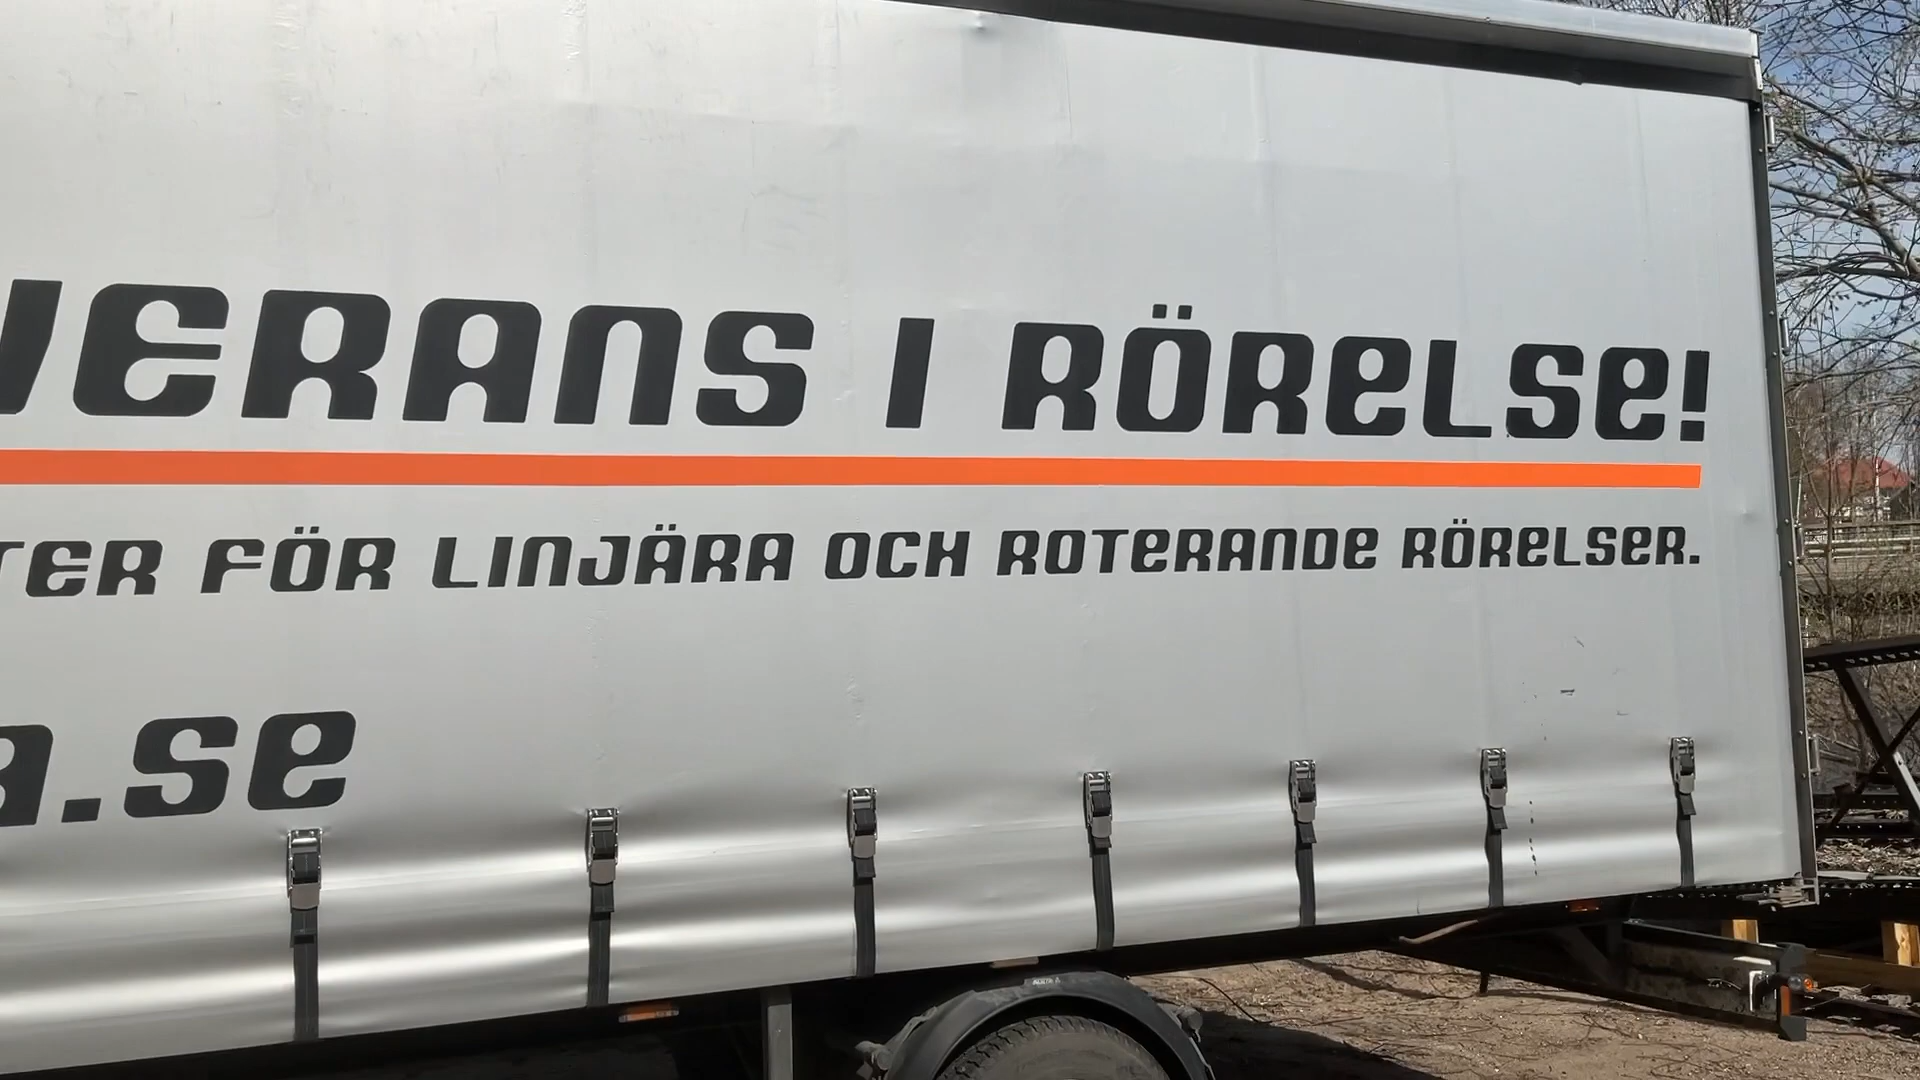 VERANS I RÖRELSE!
TER FÖR LINJÄRA OCH ROTERANDE RÖRELSER.
a.se